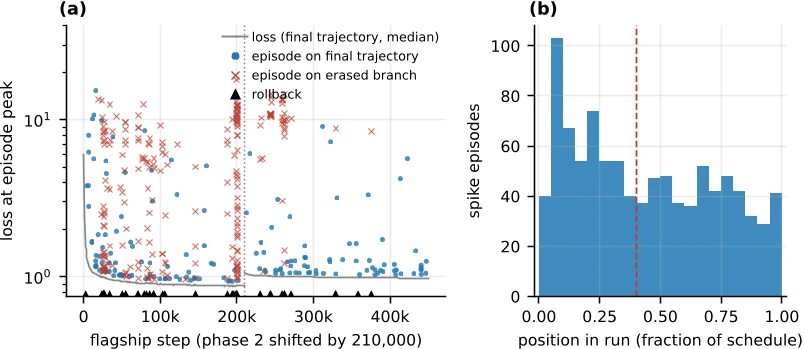 (a)
loss (final trajectory, median)
episode on final trajectory
episode on erased branch
rollback
loss at episode peak
10¹
10⁰
0
100k
200k
300k
400k
flagship step (phase 2 shifted by 210,000)
(b)
spike episodes
100
80
60
40
20
0
0.00
0.25
0.50
0.75
1.00
position in run (fraction of schedule)